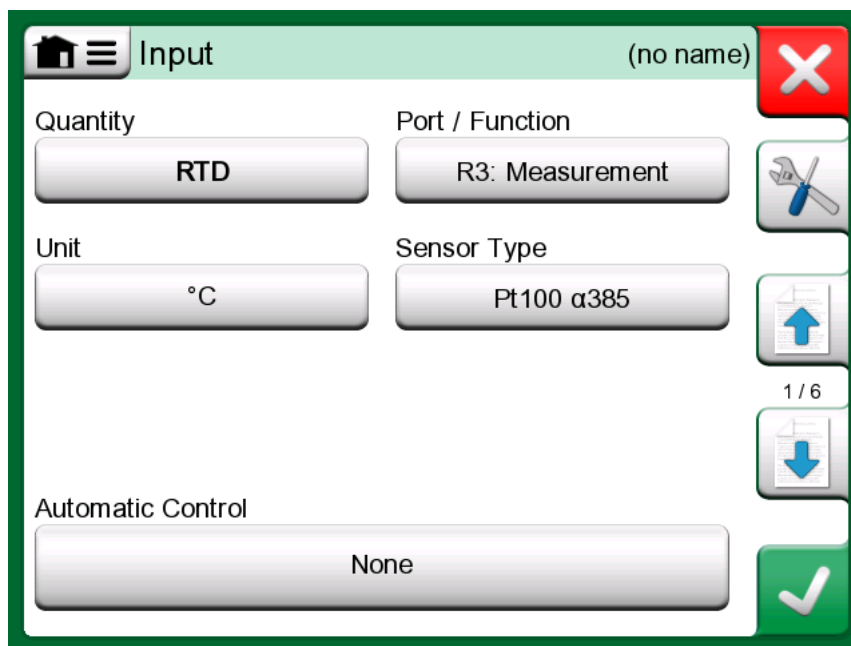 Input
(no name)
Quantity
Port / Function
RTD
R3: Measurement
Unit
Sensor Type
°C
Pt100 α385
1 / 6
Automatic Control
None